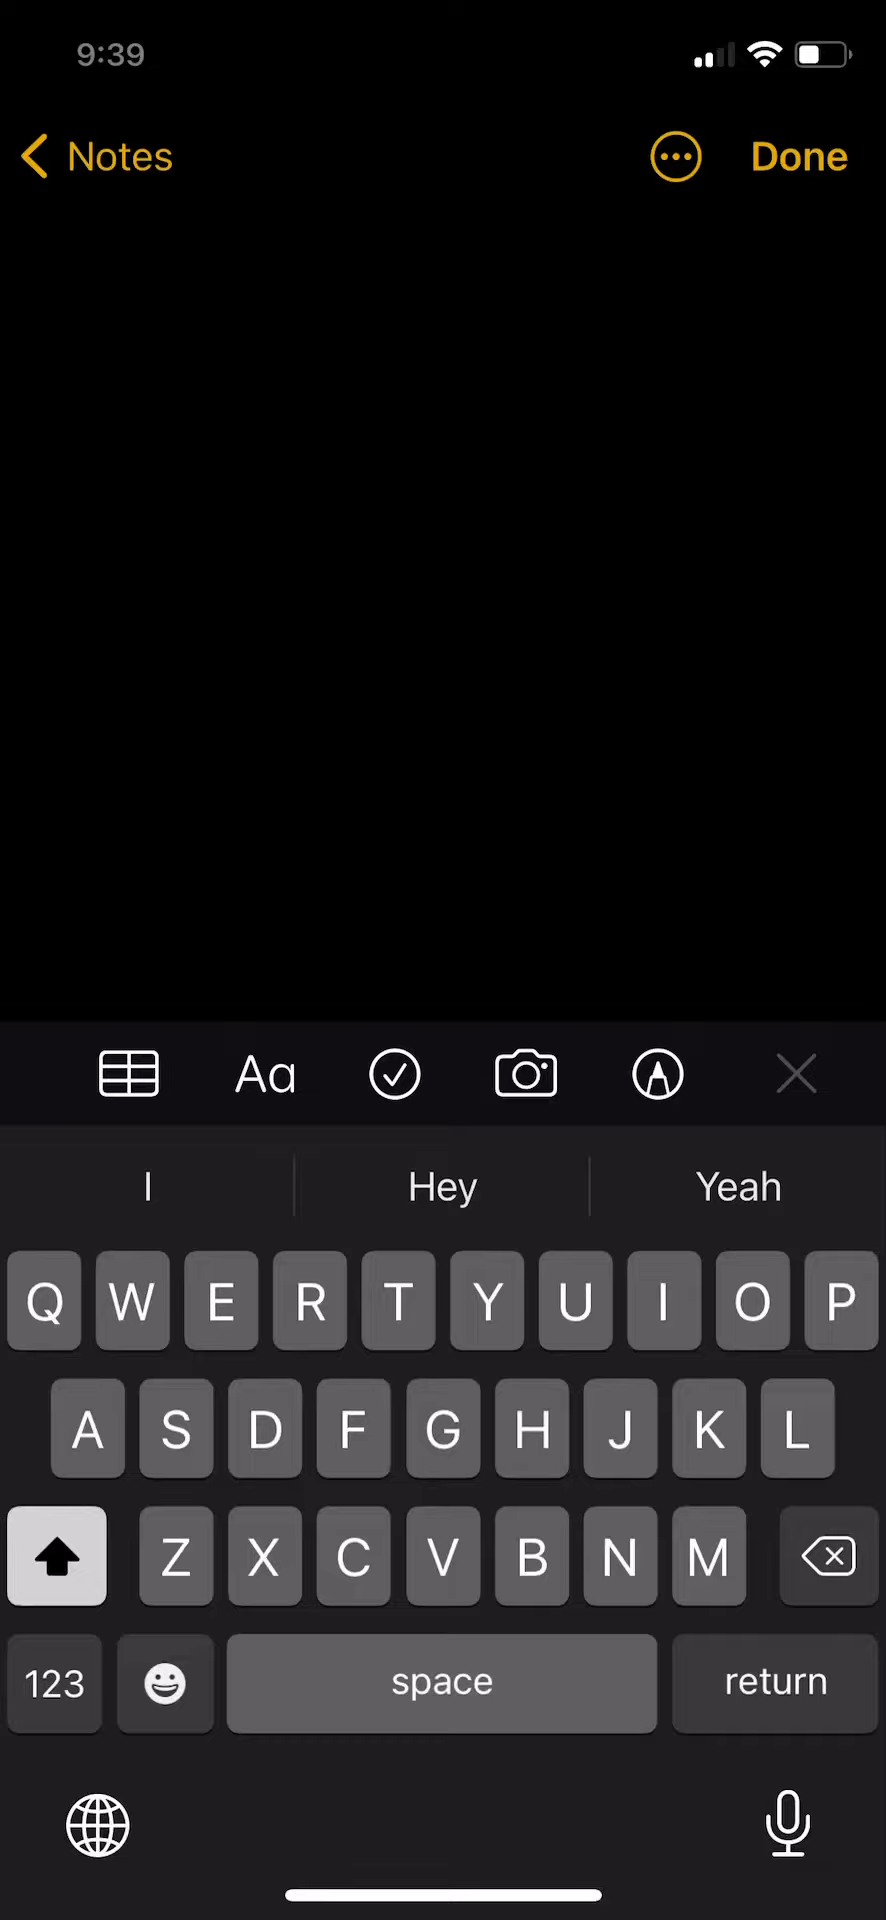 9:39
Notes Done
Aa
I Hey Yeah
Q W E R T Y U I O P
A S D F G H J K L
Z X C V B N M
123 space return